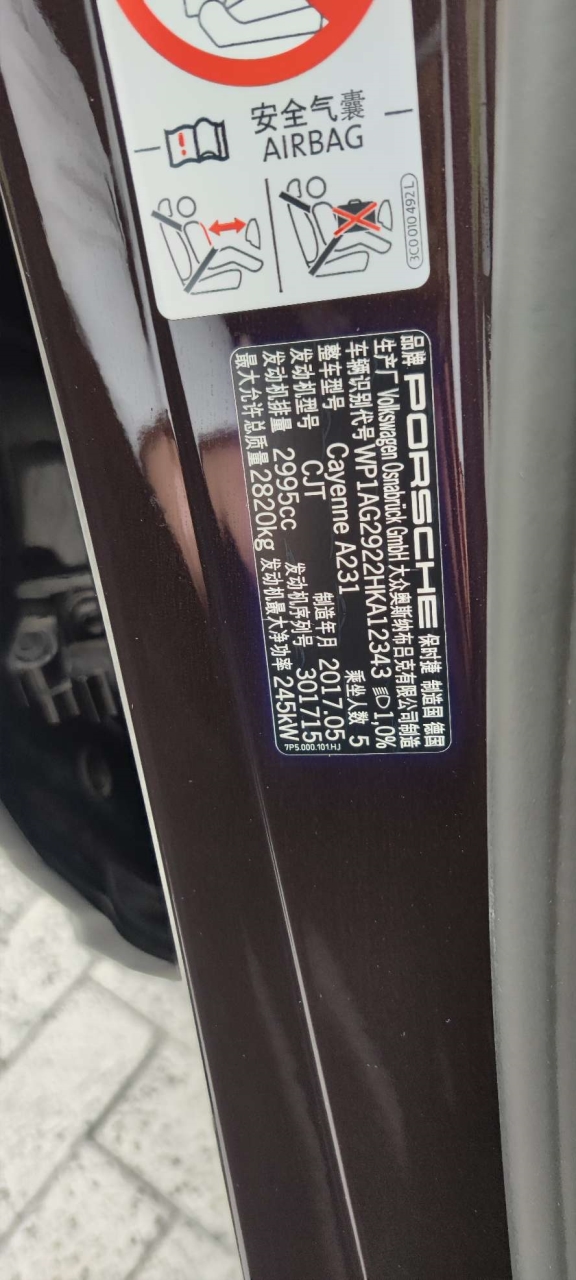 安全气囊
AIRBAG
3C0 010 492 L
品牌 PORSCHE 保时捷 制造国 德国
生产厂 Volkswagen Osnabrück GmbH 大众奥斯纳布吕克有限公司制造
车辆识别代号 WP1AG2922HKA12343 1,0%
整车型号 Cayenne A231 乘坐人数 5
发动机型号 CJT 制造年月 2017.05
发动机排量 2995cc 发动机序列号 301715
最大允许总质量 2820kg 发动机最大净功率 245kW
7P5.000.101.HJ